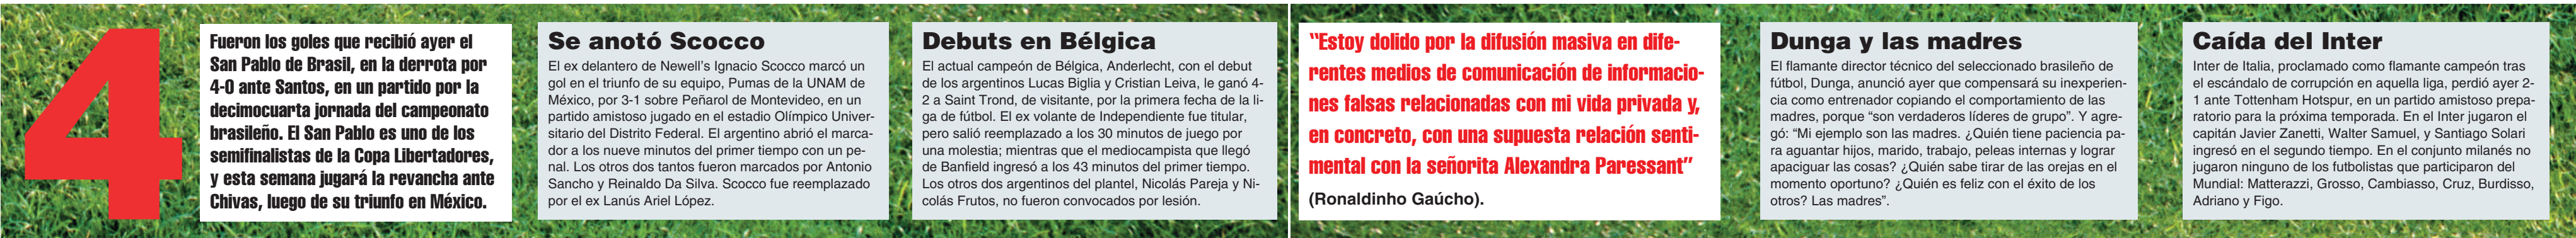 4
Fueron los goles que recibió ayer el
San Pablo de Brasil, en la derrota por
4-0 ante Santos, en un partido por la
decimocuarta jornada del campeonato
brasileño. El San Pablo es uno de los
semifinalistas de la Copa Libertadores,
y esta semana jugará la revancha ante
Chivas, luego de su triunfo en México.
Se anotó Scocco
El ex delantero de Newell's Ignacio Scocco marcó un
gol en el triunfo de su equipo, Pumas de la UNAM de
México, por 3-1 sobre Peñarol de Montevideo, en un
partido amistoso jugado en el estadio Olímpico Univer-
sitario del Distrito Federal. El argentino abrió el marca-
dor a los nueve minutos del primer tiempo con un pe-
nal. Los otros dos tantos fueron marcados por Antonio
Sancho y Reinaldo Da Silva. Scocco fue reemplazado
por el ex Lanús Ariel López.
Debuts en Bélgica
El actual campeón de Bélgica, Anderlecht, con el debut
de los argentinos Lucas Biglia y Cristian Leiva, le ganó 4-
2 a Saint Trond, de visitante, por la primera fecha de la li-
ga de fútbol. El ex volante de Independiente fue titular,
pero salió reemplazado a los 30 minutos de juego por
una molestia; mientras que el mediocampista que llegó
de Banfield ingresó a los 43 minutos del primer tiempo.
Los otros dos argentinos del plantel, Nicolás Pareja y Ni-
colás Frutos, no fueron convocados por lesión.
"Estoy dolido por la difusión masiva en dife-
rentes medios de comunicación de informacio-
nes falsas relacionadas con mi vida privada y,
en concreto, con una supuesta relación senti-
mental con la señorita Alexandra Paressant"
(Ronaldinho Gaúcho).
Dunga y las madres
El flamante director técnico del seleccionado brasileño de
fútbol, Dunga, anunció ayer que compensará su inexperien-
cia como entrenador copiando el comportamiento de las
madres, porque "son verdaderos líderes de grupo". Y agre-
gó: "Mi ejemplo son las madres. ¿Quién tiene paciencia pa-
ra aguantar hijos, marido, trabajo, peleas internas y lograr
apaciguar las cosas? ¿Quién sabe tirar de las orejas en el
momento oportuno? ¿Quién es feliz con el éxito de los
otros? Las madres".
Caída del Inter
Inter de Italia, proclamado como flamante campeón tras
el escándalo de corrupción en aquella liga, perdió ayer 2-
1 ante Tottenham Hotspur, en un partido amistoso prepa-
ratorio para la próxima temporada. En el Inter jugaron el
capitán Javier Zanetti, Walter Samuel, y Santiago Solari
ingresó en el segundo tiempo. En el conjunto milanés no
jugaron ninguno de los futbolistas que participaron del
Mundial: Matterazzi, Grosso, Cambiasso, Cruz, Burdisso,
Adriano y Figo.